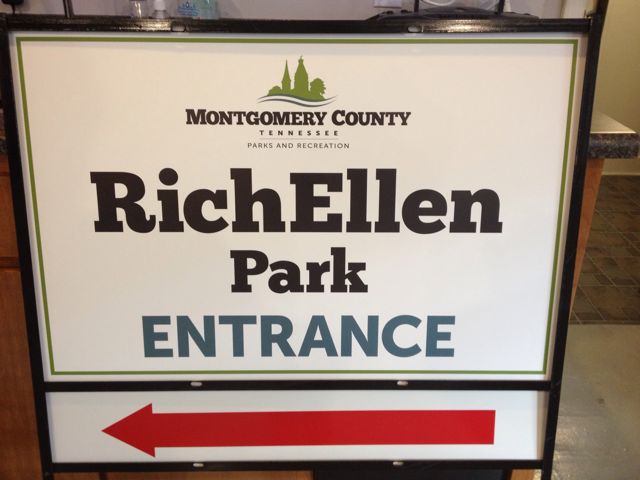 MONTGOMERY COUNTY
TENNESSEE
PARKS AND RECREATION
RichEllen
Park
ENTRANCE